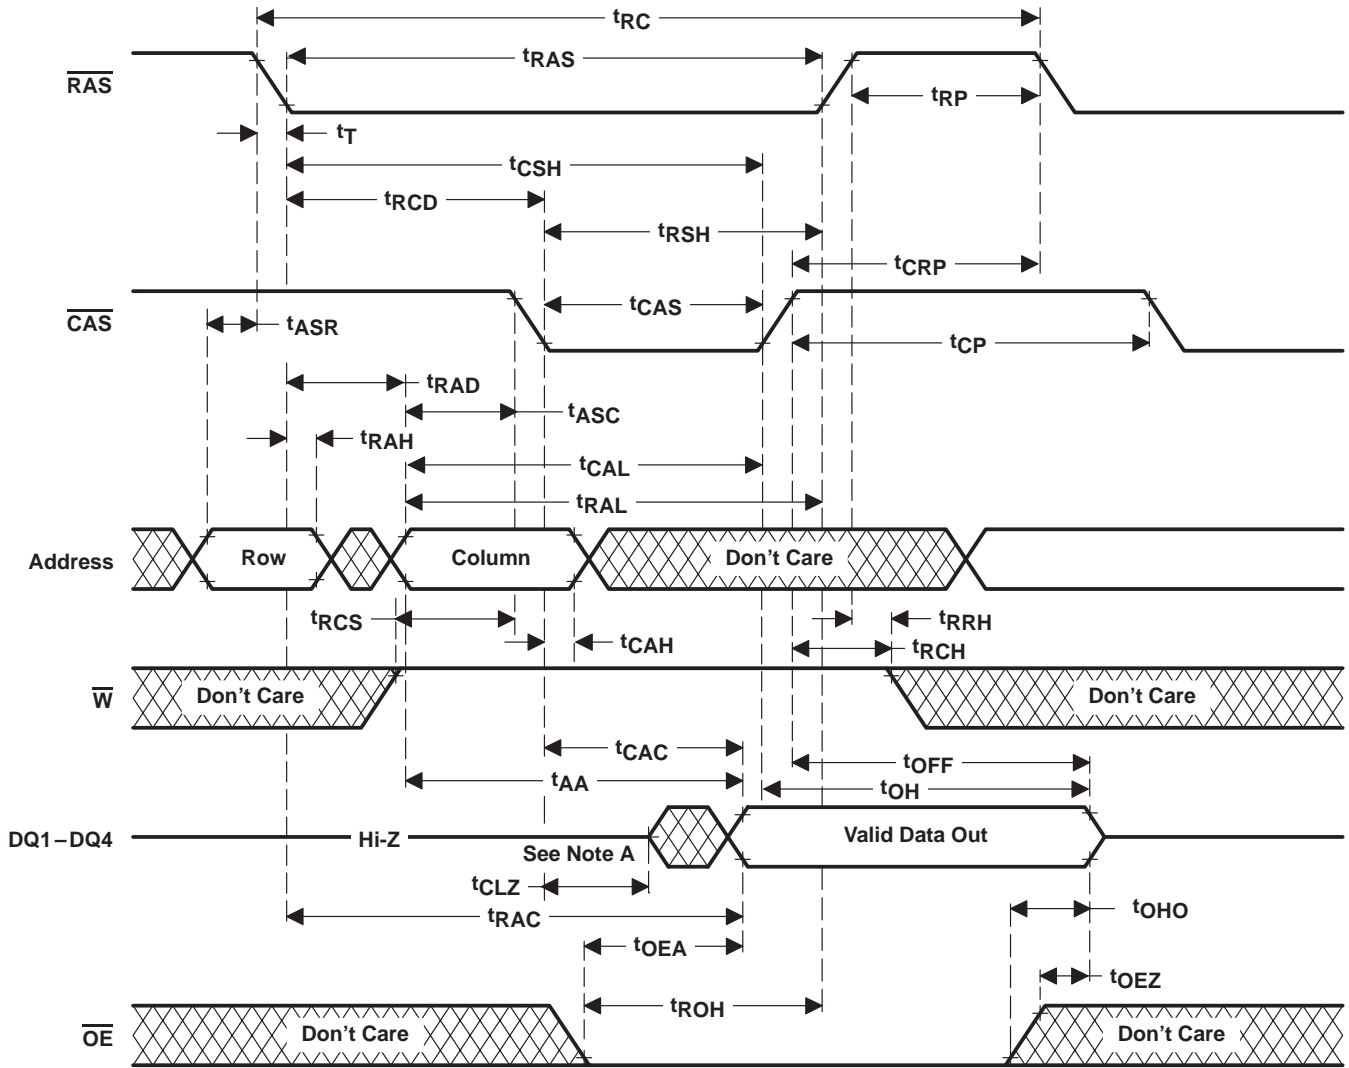 tRC
tRAS
RAS
tRP
tT
tCSH
tRCD
tRSH
tCRP
CAS
tCAS
tASR
tCP
tRAD
tASC
tRAH
tCAL
tRAL
Address
Row
Column
Don't Care
tRCS
tRRH
tCAH
tRCH
W
Don't Care
Don't Care
tCAC
tOFF
tAA
tOH
DQ1–DQ4
Hi-Z
Valid Data Out
See Note A
tCLZ
tRAC
tOHO
tOEA
tOEZ
tROH
OE
Don't Care
Don't Care